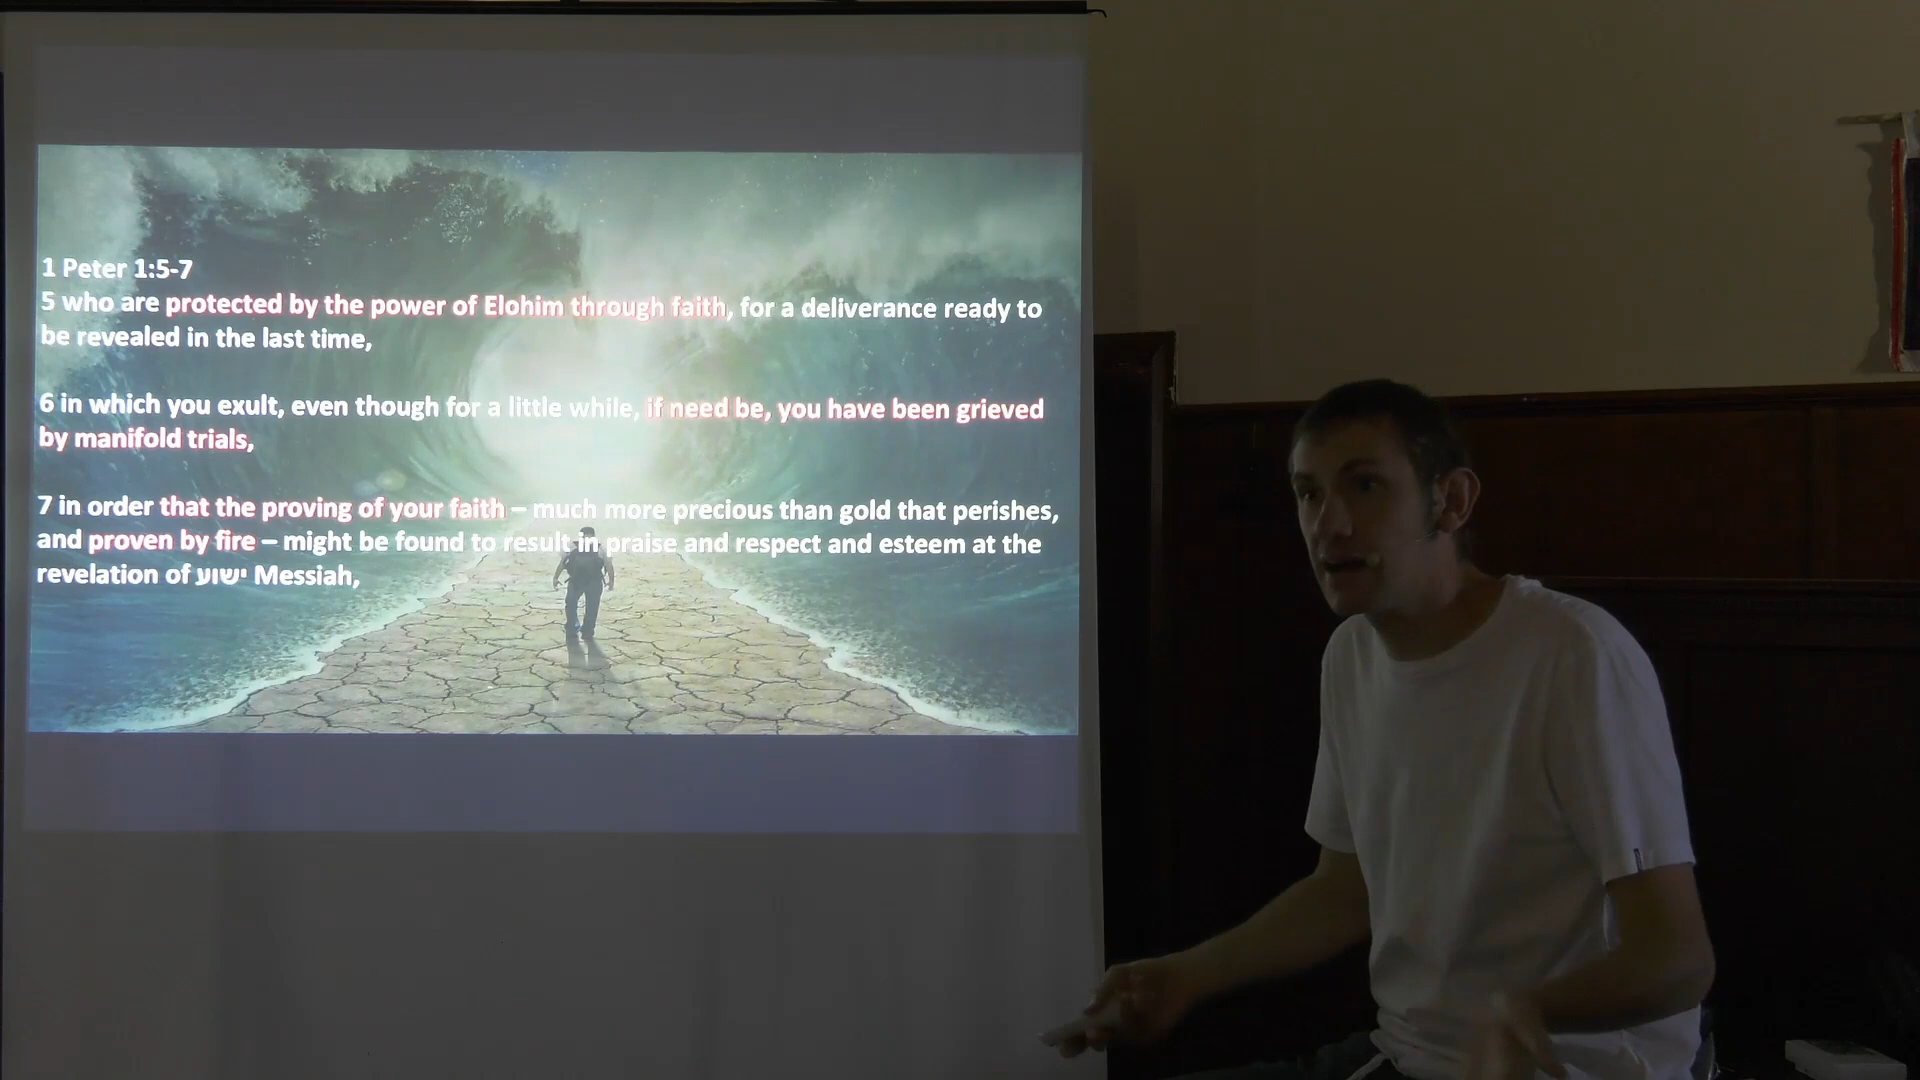 1 Peter 1:5-7
5 who are protected by the power of Elohim through faith, for a deliverance ready to
be revealed in the last time,
6 in which you exult, even though for a little while, if need be, you have been grieved
by manifold trials,
7 in order that the proving of your faith – much more precious than gold that perishes,
and proven by fire – might be found to result in praise and respect and esteem at the
revelation of ישוע Messiah,